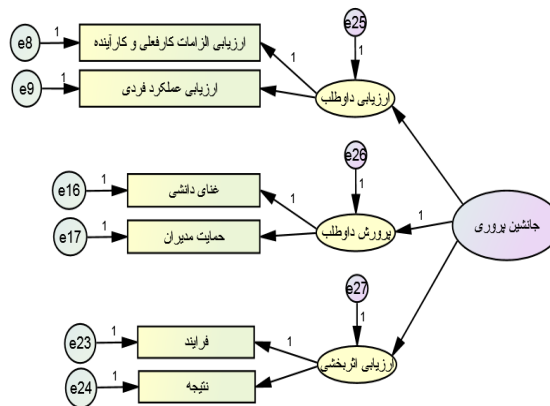 e25
e8
1
ارزیابی الزامات کارفعلی و کارآینده
1
1
e9
1
ارزیابی عملکرد فردی
ارزیابی داوطلب
e26
1
e16
1
غنای دانشی
1
1
جانشین پروری
e17
1
حمایت مدیران
پرورش داوطلب
e27
1
e23
1
فرایند
1
e24
1
نتیجه
ارزیابی اثربخشی